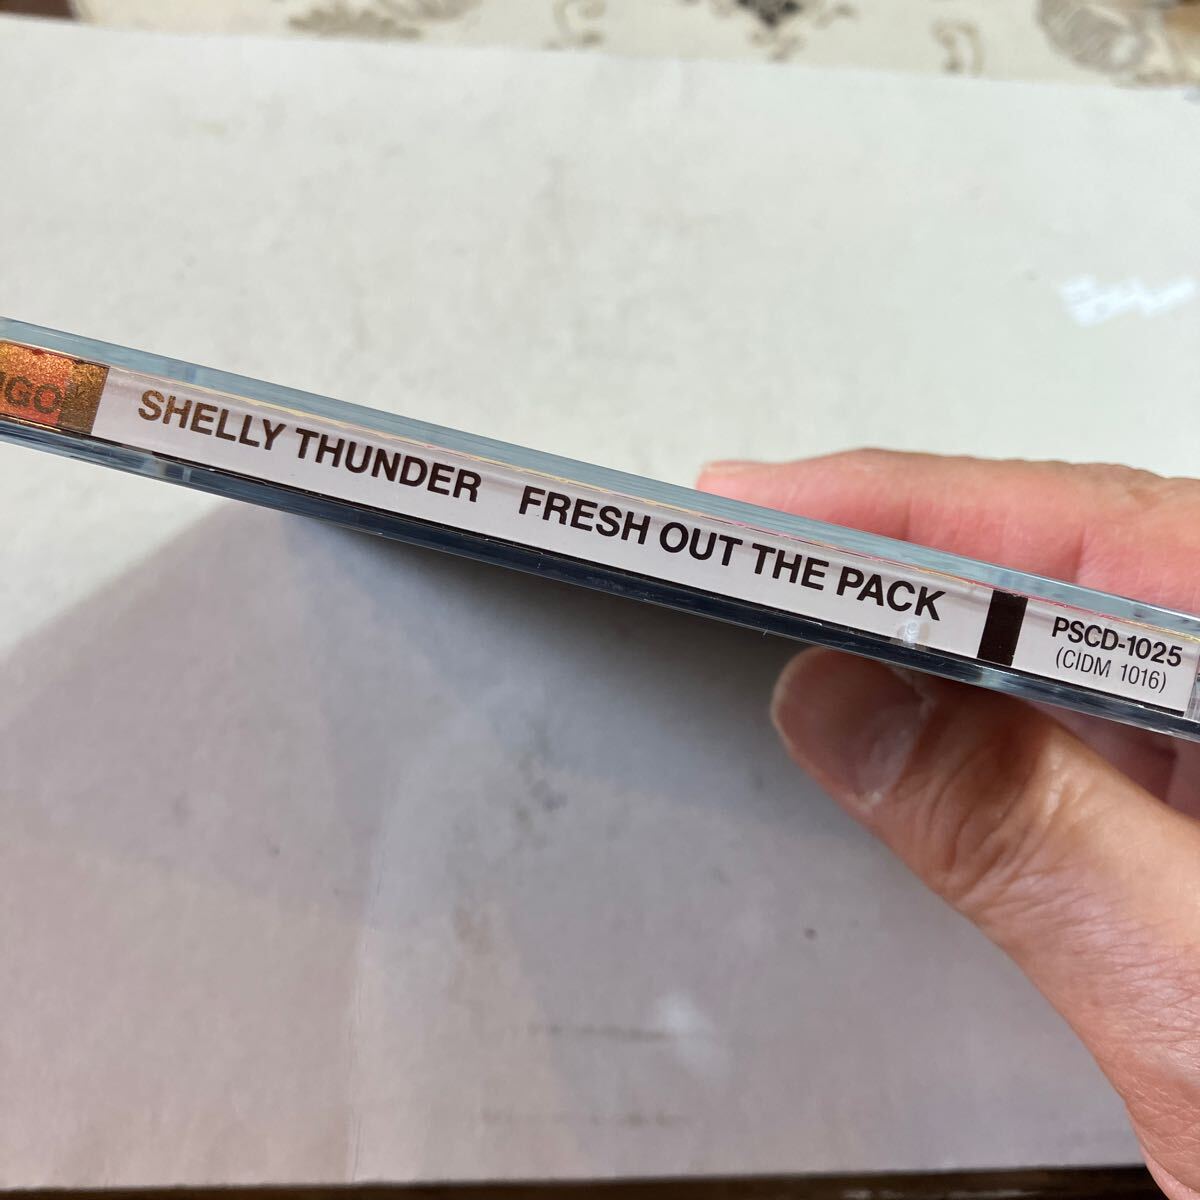 SHELLY THUNDER FRESH OUT THE PACK
PSCD-1025
(CIDM 1016)